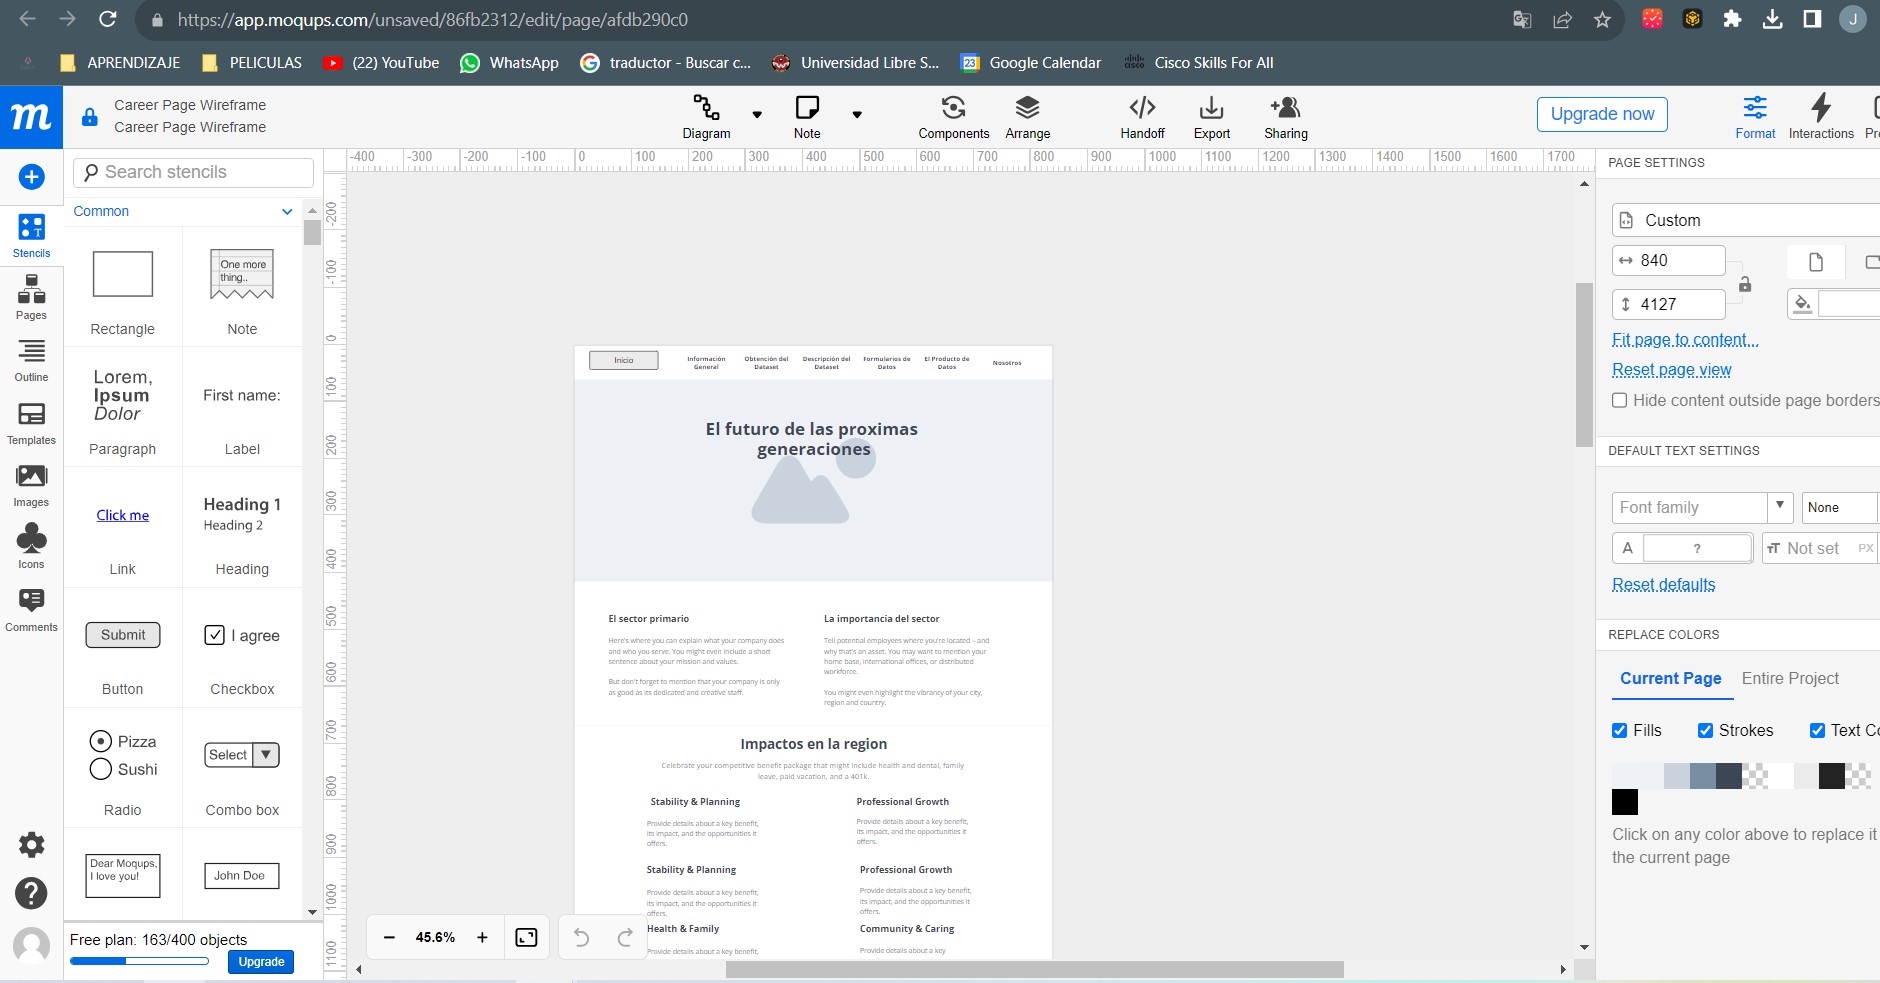 https://app.moqups.com/unsaved/86fb2312/edit/page/afdb290c0
J
APRENDIZAJE
PELICULAS
(22) YouTube
WhatsApp
traductor - Buscar c...
Universidad Libre S...
23
Google Calendar
cisco
Cisco Skills For All
m
Career Page Wireframe
Career Page Wireframe
Diagram
Note
Components
Arrange
Handoff
Export
Sharing
Upgrade now
Format
Interactions
Pr
Stencils
Pages
Outline
Templates
Images
Icons
Comments
Search stencils
Common
Rectangle
One more
thing..
Note
Lorem,
Ipsum
Dolor
Paragraph
First name:
Label
Click me
Link
Heading 1
Heading 2
Heading
Submit
Button
I agree
Checkbox
Pizza
Sushi
Radio
Select
Combo box
Dear Moqups,
I love you!
John Doe
Free plan: 163/400 objects
Upgrade
-400 -300 -200 -100 0 100 200 300 400 500 600 700 800 900 1000 1100 1200 1300 1400 1500 1600 1700
-200
-100
0
100
200
300
400
500
600
700
800
900
1000
1100
Inicio
Información
General
Obtención del
Dataset
Descripción del
Dataset
Formularios de
Datos
El Producto de
Datos
Nosotros
El futuro de las proximas
generaciones
El sector primario
Here's where you can explain what your company does
and who you serve. You might even include a short
sentence about your mission and values.
But don't forget to mention that your company is only
as good as its dedicated and creative staff.
La importancia del sector
Tell potential employees where you're located – and
why that's an asset. You may want to mention your
home base, international offices, or distributed
workforce.
You might even highlight the vibrancy of your city,
region and country.
Impactos en la region
Celebrate your competitive benefit package that might include health and dental, family
leave, paid vacation, and a 401k.
Stability & Planning
Provide details about a key benefit,
its impact, and the opportunities it
offers.
Professional Growth
Provide details about a key benefit,
its impact, and the opportunities it
offers.
Stability & Planning
Provide details about a key benefit,
its impact, and the opportunities it
offers.
Professional Growth
Provide details about a key benefit,
its impact, and the opportunities it
offers.
Health & Family
Provide details about a key benefit,
Community & Caring
Provide details about a key
45.6%
PAGE SETTINGS
Custom
840
4127
Fit page to content...
Reset page view
Hide content outside page borders
DEFAULT TEXT SETTINGS
Font family
None
A
?
TT Not set PX
Reset defaults
REPLACE COLORS
Current Page
Entire Project
Fills
Strokes
Text Co
Click on any color above to replace it
the current page